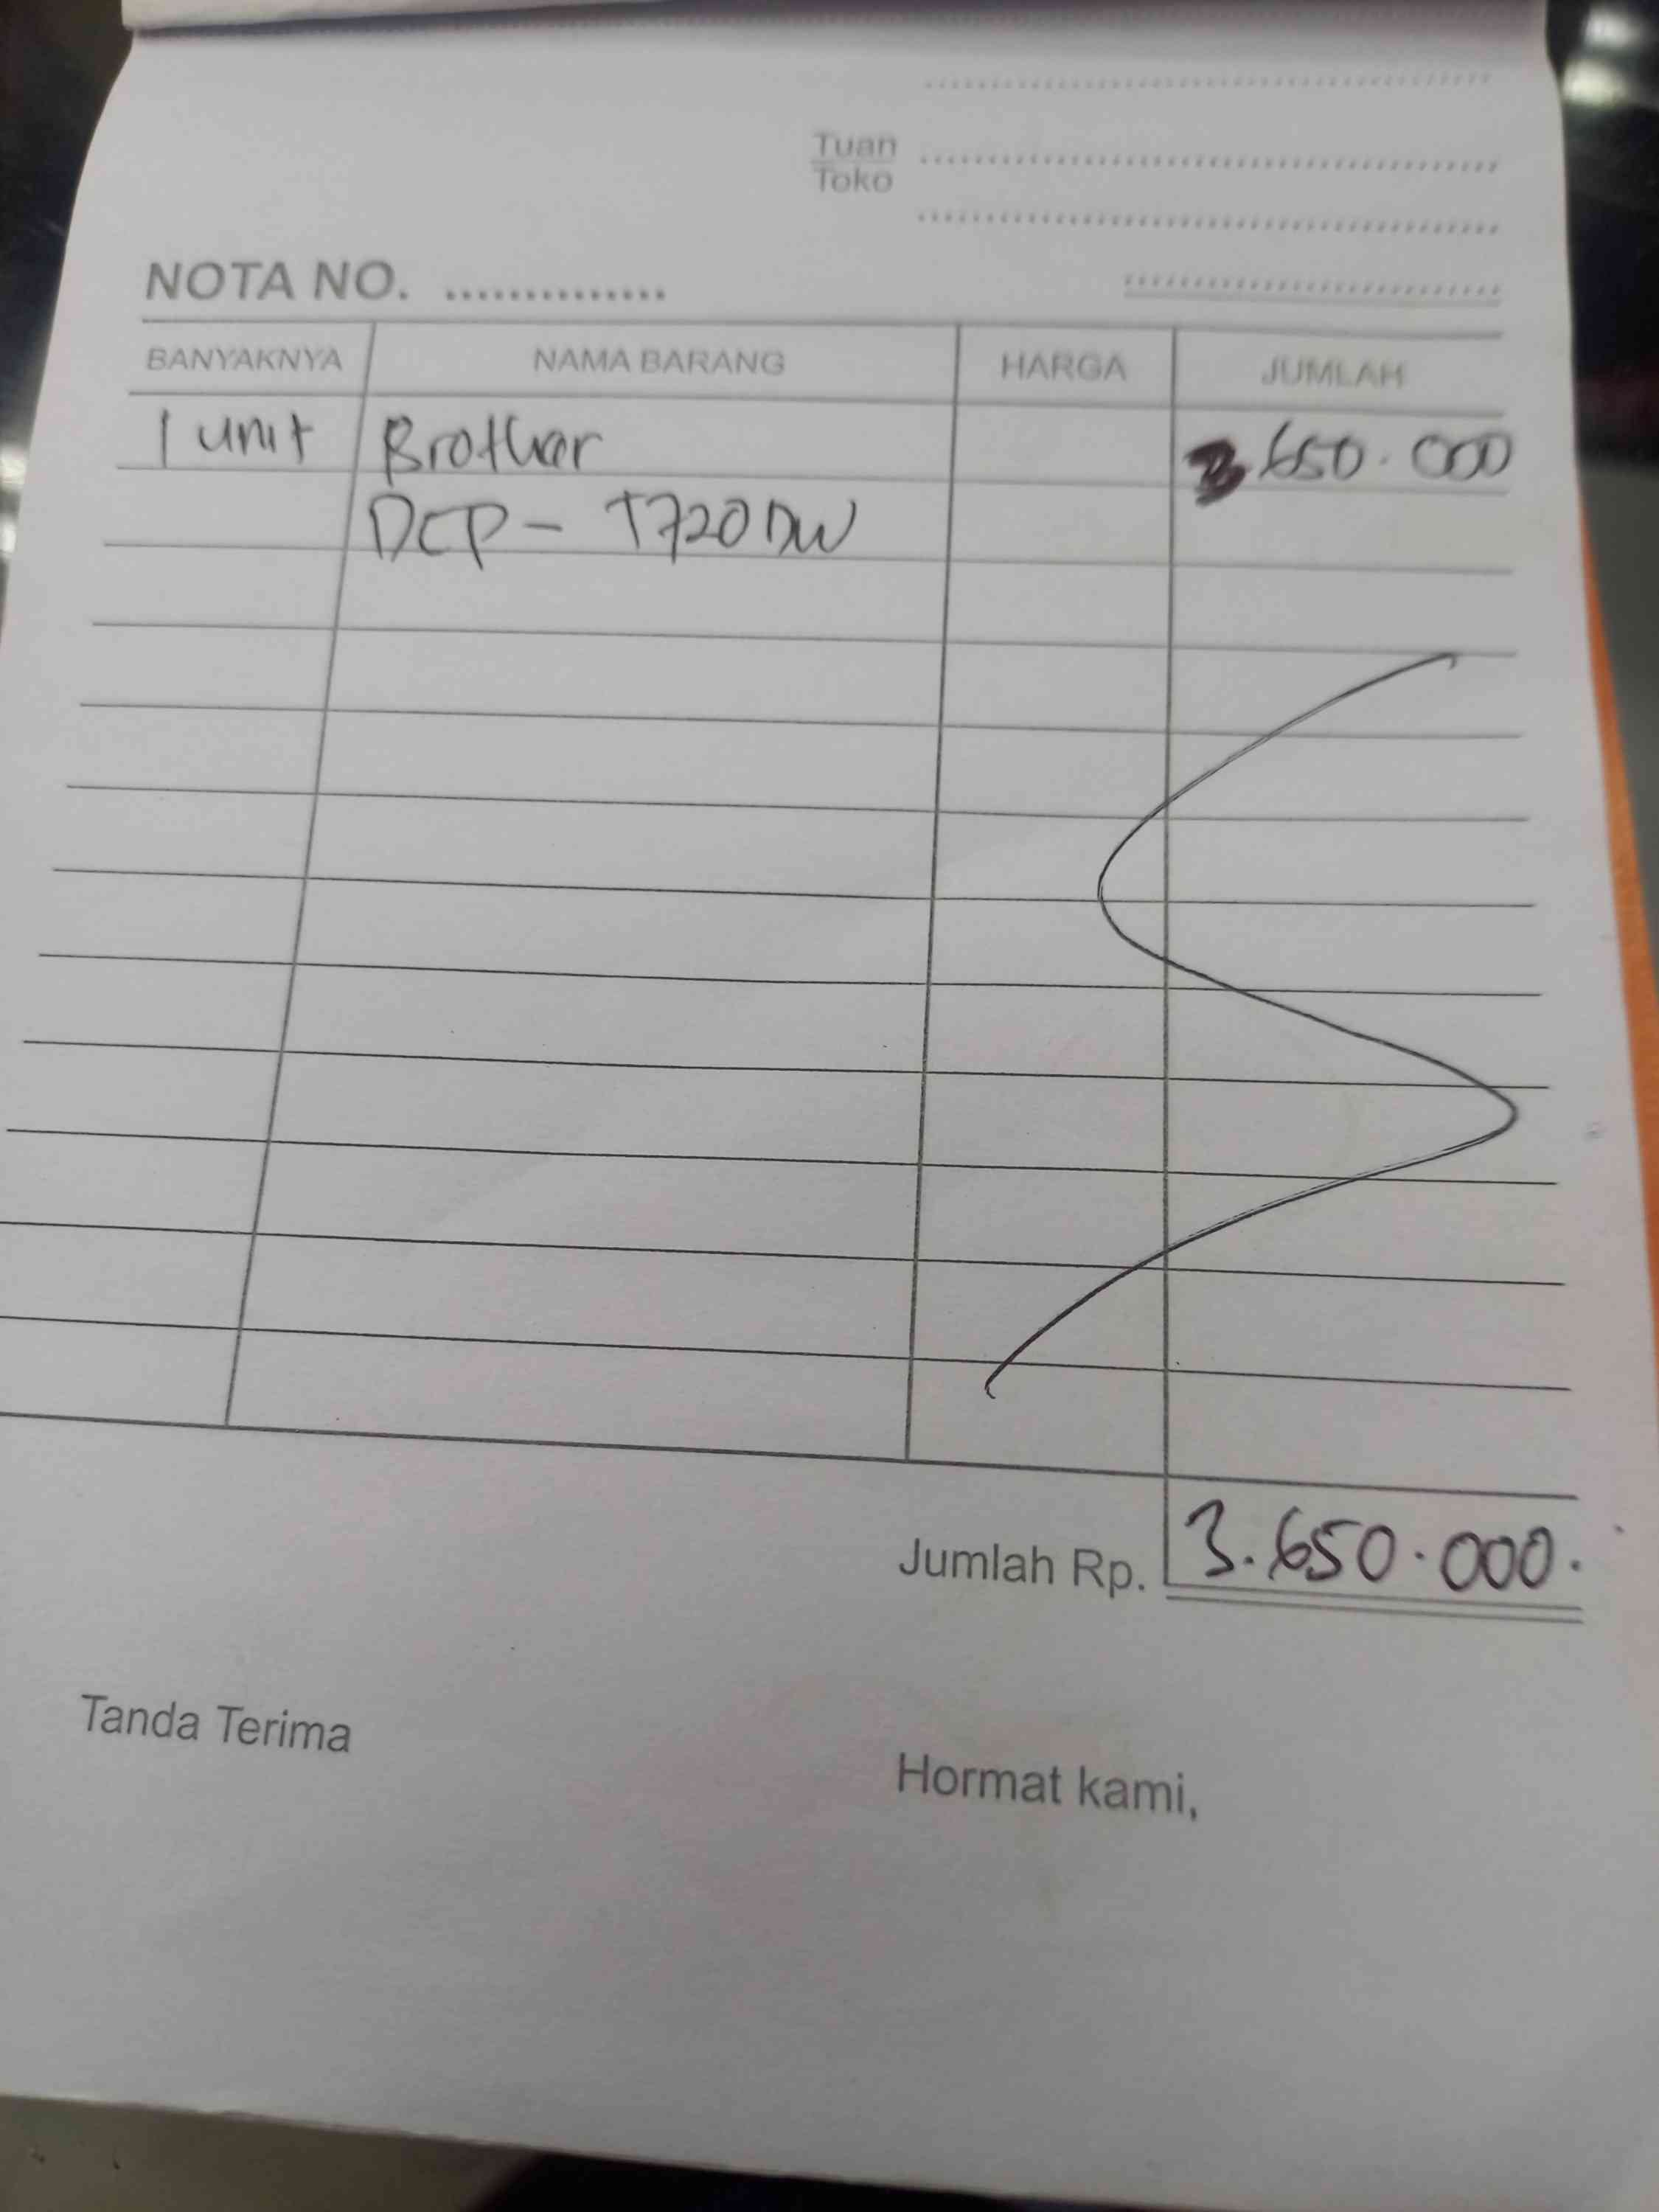 Tuan
Toko
NOTA NO. ..............
BANYAKNYA NAMA BARANG HARGA JUMLAH
1 unit Brother 3.650.000
DCP - T720DW
Jumlah Rp. 3.650.000.
Tanda Terima
Hormat kami,